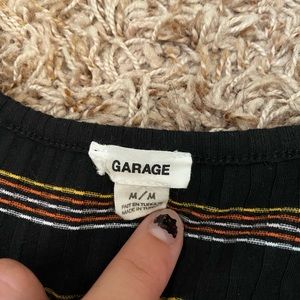 GARAGE
M/M
FAIT EN TURQUIE
MADE IN TURKEY